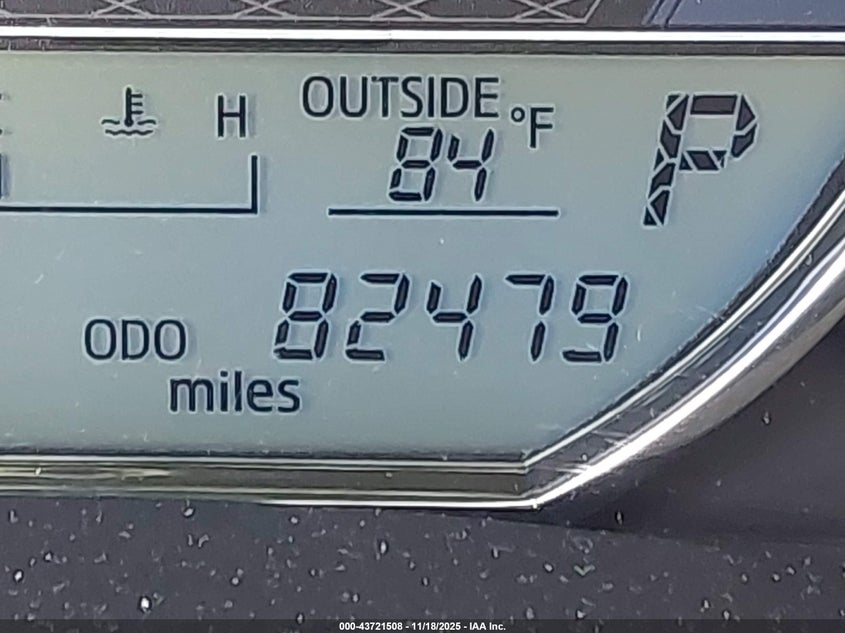 H
OUTSIDE
°F
84
P
ODO 82479
miles
000-43721508 - 11/18/2025 - IAA Inc.